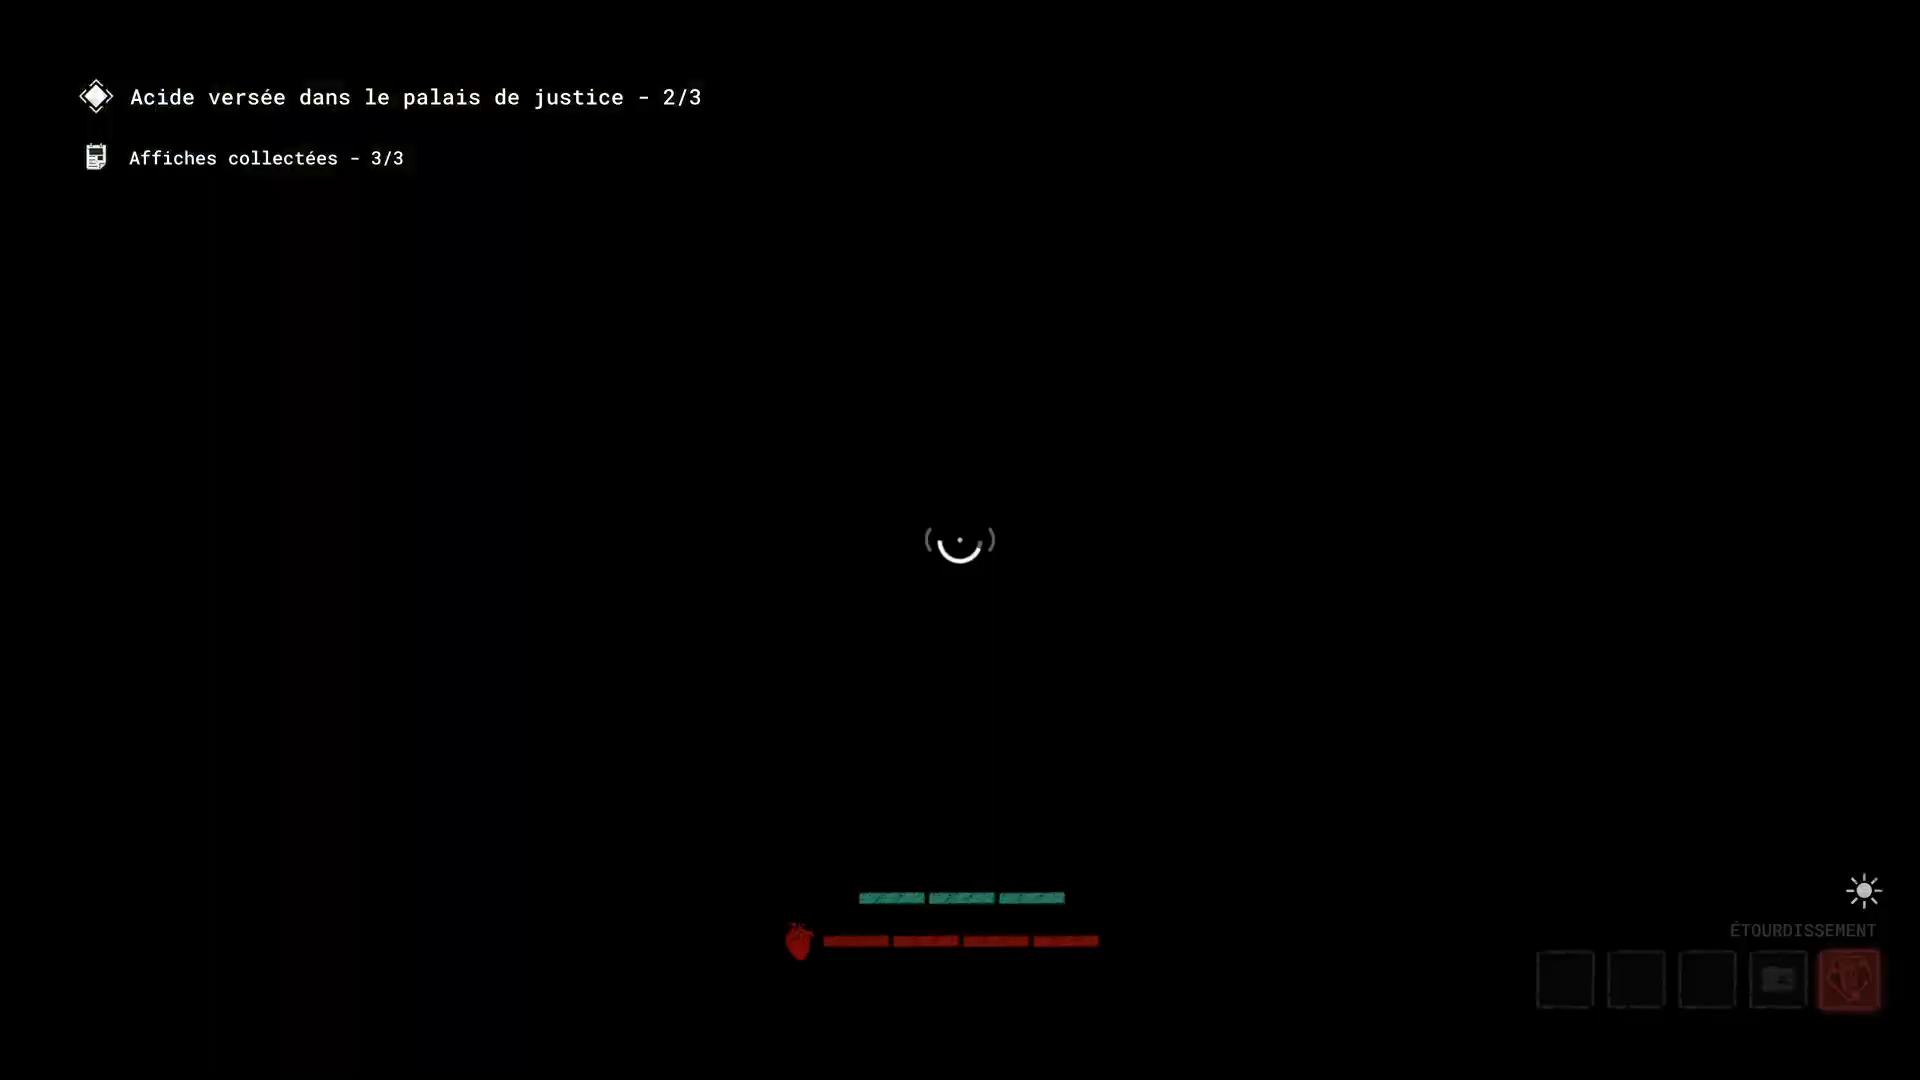 Acide versée dans le palais de justice - 2/3
Affiches collectées - 3/3
ÉTOURDISSEMENT